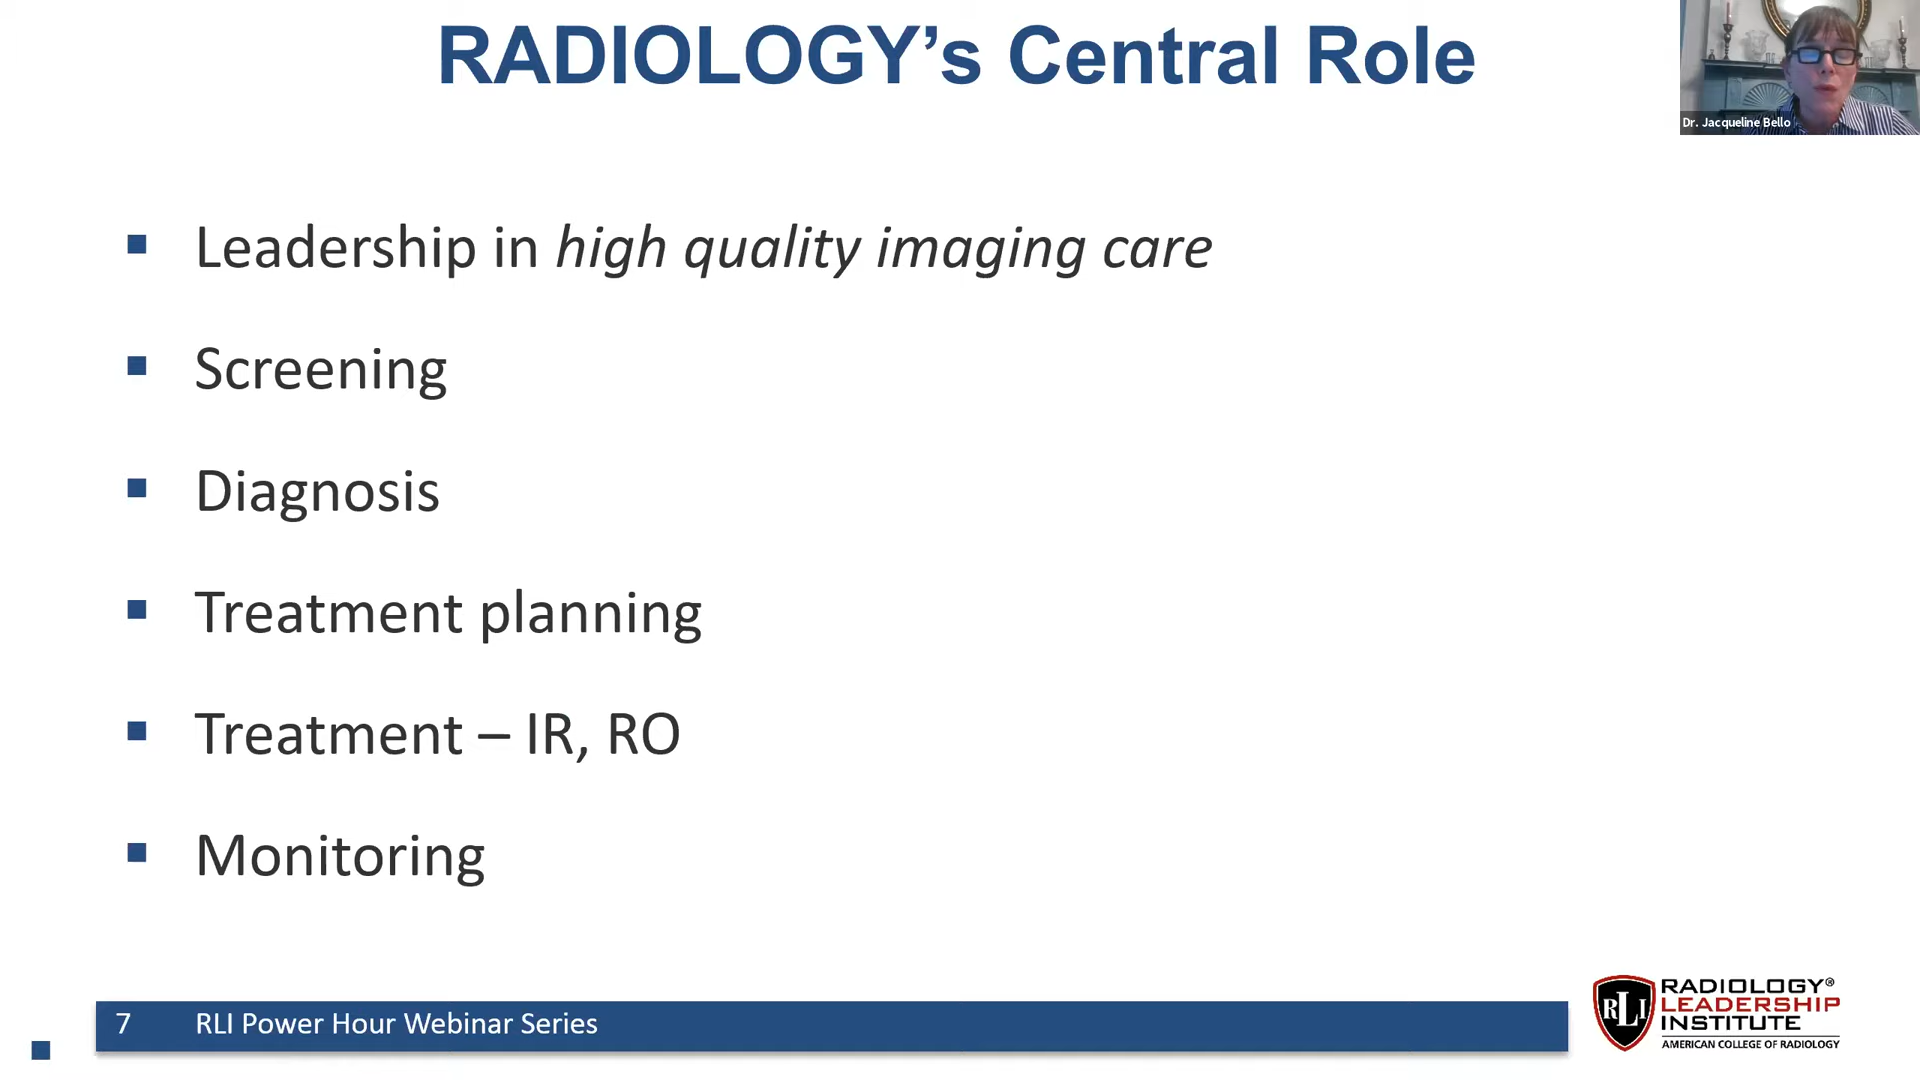 RADIOLOGY’s Central Role
Dr. Jacqueline Bello
Leadership in high quality imaging care
Screening
Diagnosis
Treatment planning
Treatment – IR, RO
Monitoring
7 RLI Power Hour Webinar Series
RLI
RADIOLOGY®
LEADERSHIP
INSTITUTE
AMERICAN COLLEGE OF RADIOLOGY